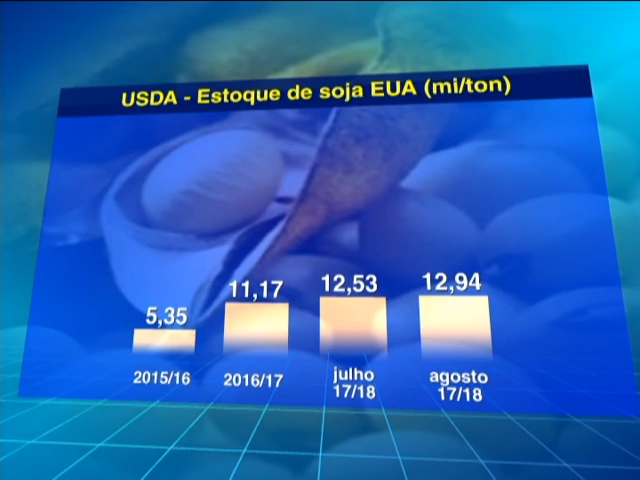 USDA - Estoque de soja EUA (mi/ton)
5,35
11,17
12,53
12,94
2015/16
2016/17
julho
17/18
agosto
17/18